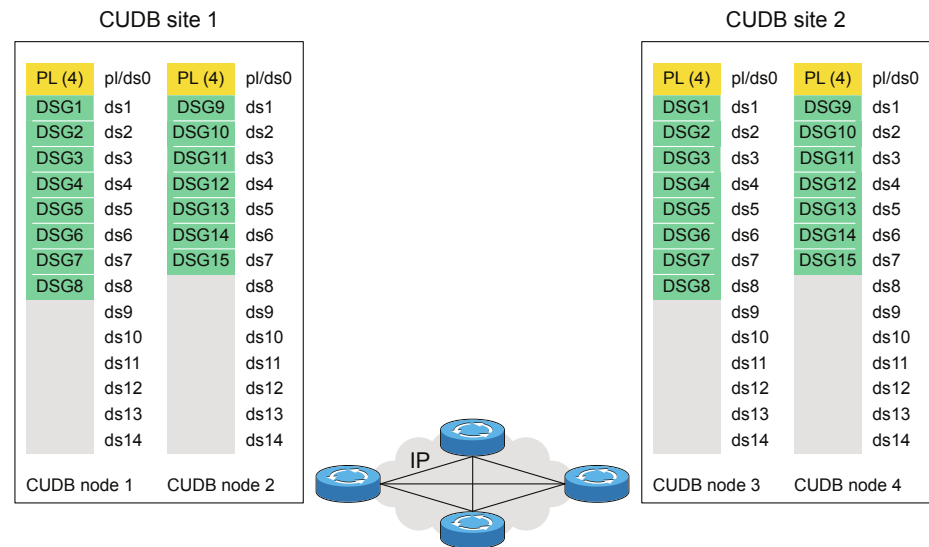 CUDB site 1
PL (4) pl/ds0 PL (4) pl/ds0
DSG1 ds1 DSG9 ds1
DSG2 ds2 DSG10 ds2
DSG3 ds3 DSG11 ds3
DSG4 ds4 DSG12 ds4
DSG5 ds5 DSG13 ds5
DSG6 ds6 DSG14 ds6
DSG7 ds7 DSG15 ds7
DSG8 ds8 ds8
ds9 ds9
ds10 ds10
ds11 ds11
ds12 ds12
ds13 ds13
ds14 ds14
CUDB node 1 CUDB node 2
IP
CUDB site 2
PL (4) pl/ds0 PL (4) pl/ds0
DSG1 ds1 DSG9 ds1
DSG2 ds2 DSG10 ds2
DSG3 ds3 DSG11 ds3
DSG4 ds4 DSG12 ds4
DSG5 ds5 DSG13 ds5
DSG6 ds6 DSG14 ds6
DSG7 ds7 DSG15 ds7
DSG8 ds8 ds8
ds9 ds9
ds10 ds10
ds11 ds11
ds12 ds12
ds13 ds13
ds14 ds14
CUDB node 3 CUDB node 4